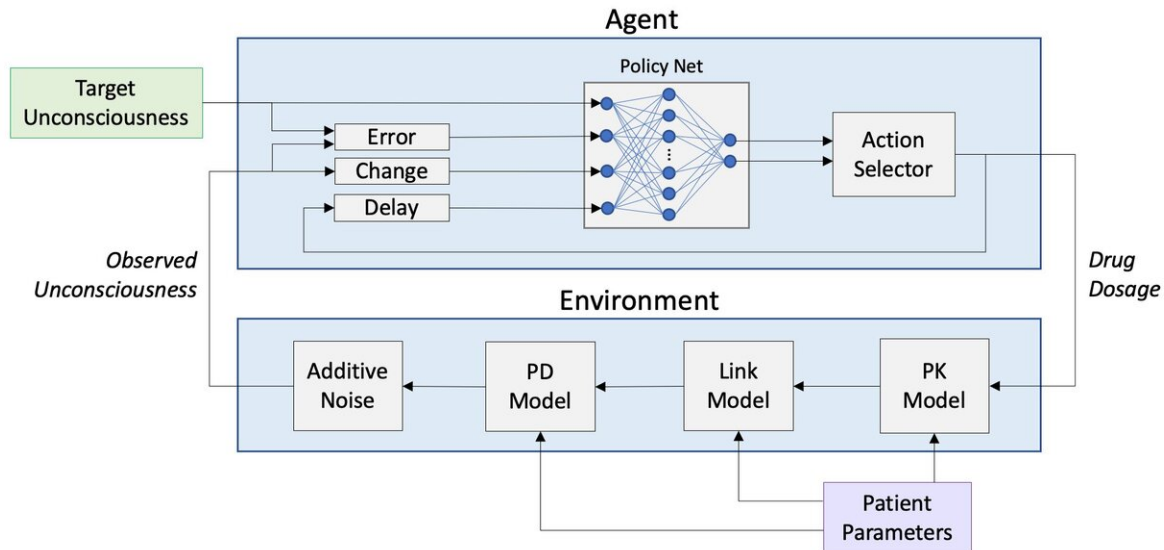 Agent
Target
Unconsciousness
Policy Net
Error
Change
Delay
Action
Selector
Observed
Unconsciousness
Drug
Dosage
Environment
Additive
Noise
PD
Model
Link
Model
PK
Model
Patient
Parameters